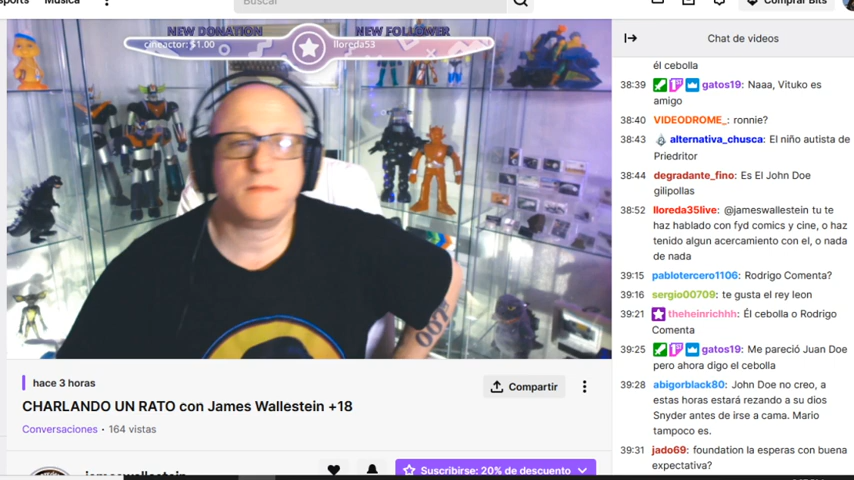 sports
Música
Buscar
Comprar Bits
NEW DONATION
NEW FOLLOWER
cineactor: $1.00
lloreda53
007
hace 3 horas
Compartir
CHARLANDO UN RATO con James Wallestein +18
Conversaciones • 164 vistas
jameswallestein
Suscribirse: 20% de descuento
Chat de videos
él cebolla
38:39 gatos19: Naaa, Vituko es
amigo
38:40 VIDEODROME_: ronnie?
38:43 alternativa_chusca: El niño autista de
Priedritor
38:44 degradante_fino: Es El John Doe
gilipollas
38:52 lloreda35live: @jameswallestein tu te
haz hablado con fyd comics y cine, o haz
tenido algun acercamiento con el, o nada
de nada
39:15 pablotercero1106: Rodrigo Comenta?
39:16 sergio00709: te gusta el rey leon
39:21 theheinrichhh: Él cebolla o Rodrigo
Comenta
39:25 gatos19: Me pareció Juan Doe
pero ahora digo el cebolla
39:28 abigorblack80: John Doe no creo, a
estas horas estará rezando a su dios
Snyder antes de irse a cama. Mario
tampoco es.
39:31 jado69: foundation la esperas con buena
expectativa?